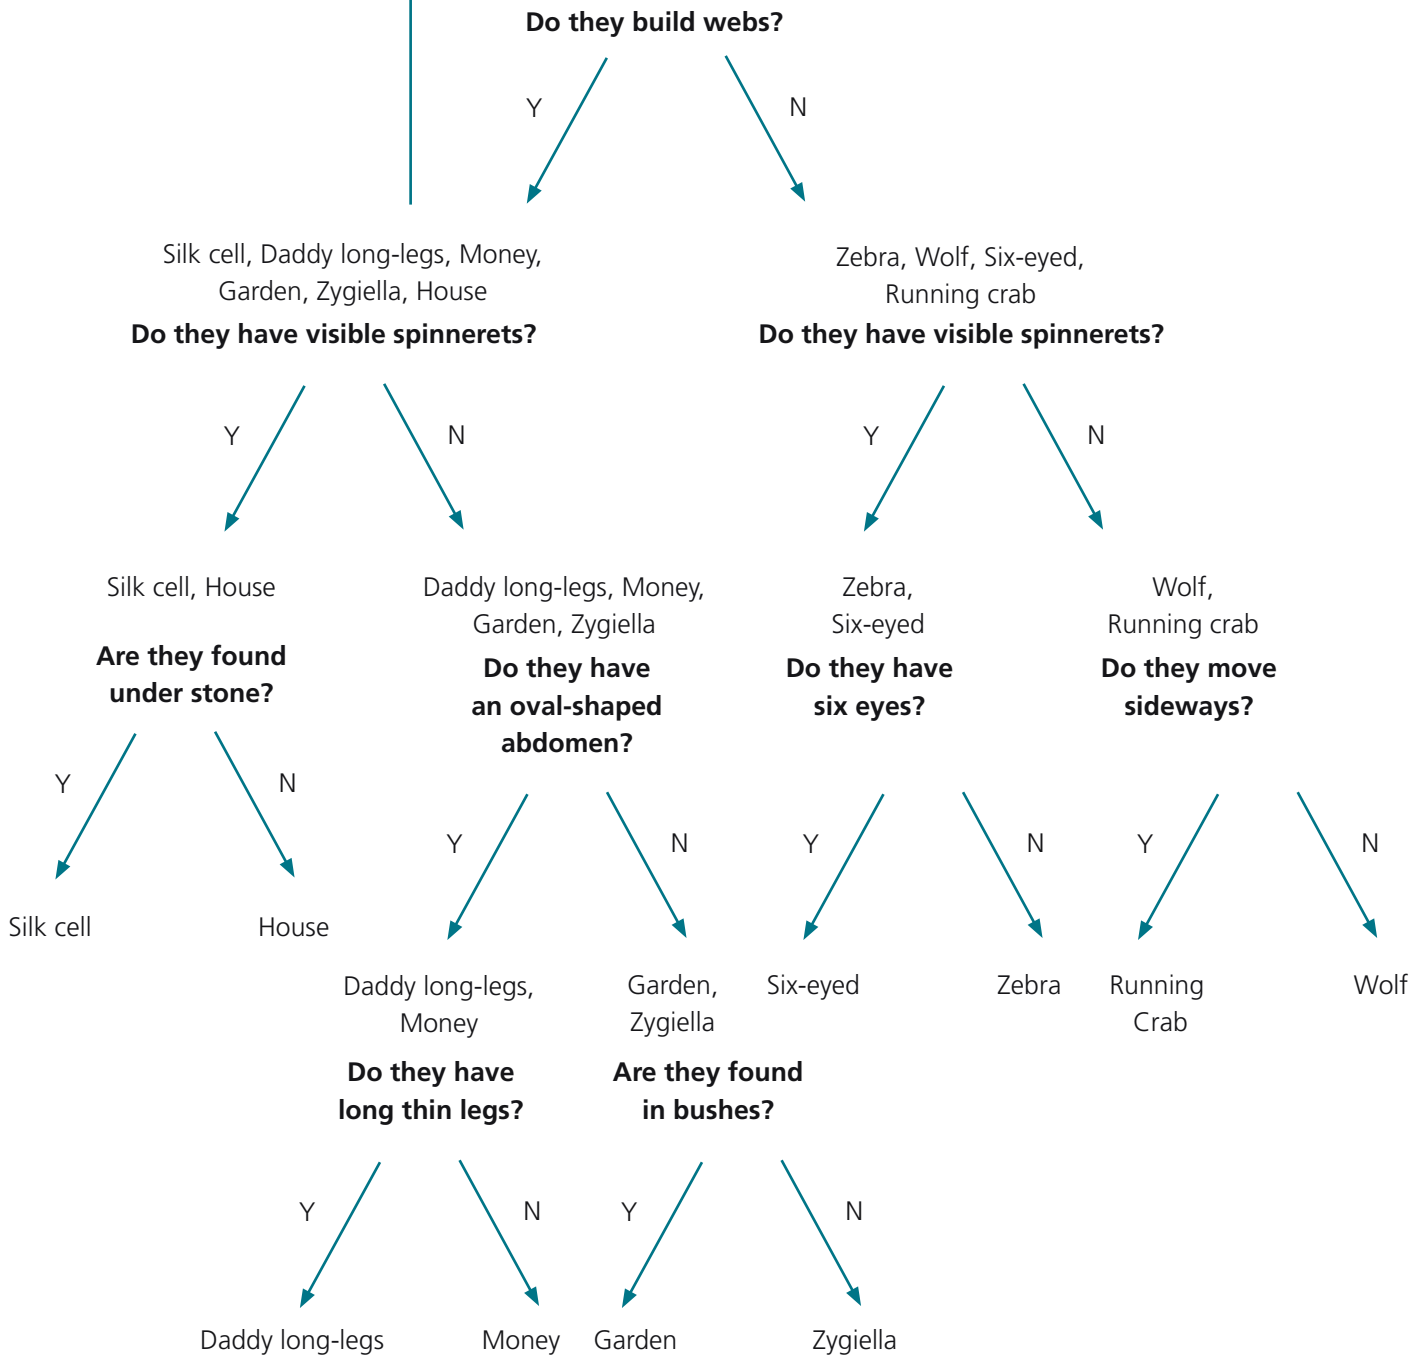 Do they build webs?
Y
N
Silk cell, Daddy long-legs, Money,
Garden, Zygiella, House
Do they have visible spinnerets?
Zebra, Wolf, Six-eyed,
Running crab
Do they have visible spinnerets?
Y
N
Y
N
Silk cell, House
Are they found
under stone?
Daddy long-legs, Money,
Garden, Zygiella
Do they have
an oval-shaped
abdomen?
Zebra,
Six-eyed
Do they have
six eyes?
Wolf,
Running crab
Do they move
sideways?
Y
N
Y
N
Y
N
Y
N
Silk cell
House
Daddy long-legs,
Money
Do they have
long thin legs?
Garden,
Zygiella
Are they found
in bushes?
Six-eyed
Zebra
Running
Crab
Wolf
Y
N
Y
N
Daddy long-legs
Money
Garden
Zygiella